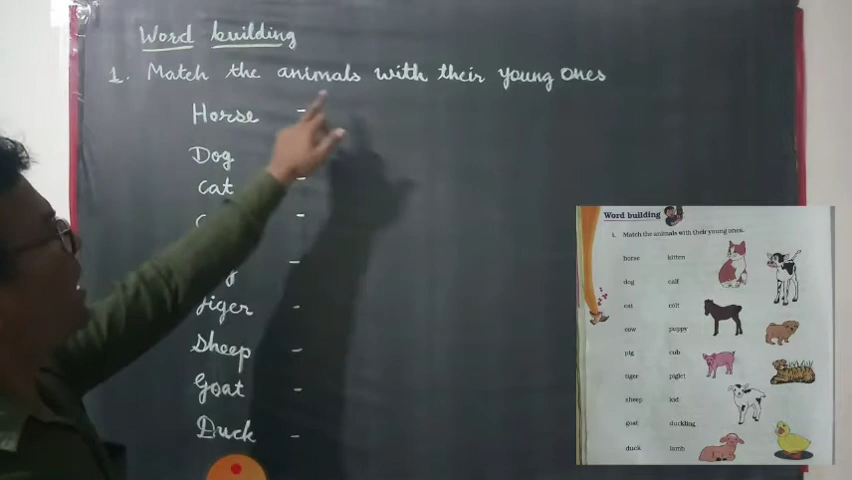 Word building
1. Match the animals with their young ones
Horse -
Dog
Cat -
-
-
Tiger -
Sheep -
Goat -
Duck -
Word building
1. Match the animals with their young ones.
horse kitten
dog calf
cat colt
cow puppy
pig cub
tiger piglet
sheep kid
goat duckling
duck lamb